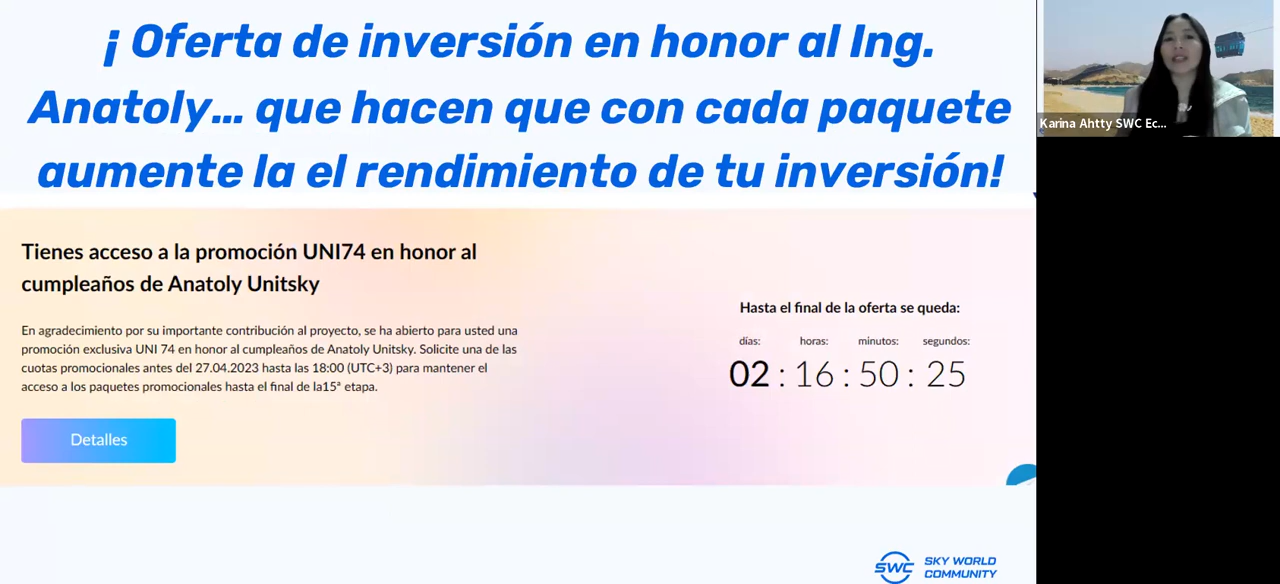 ¡ Oferta de inversión en honor al Ing.
Anatoly... que hacen que con cada paquete
aumente la el rendimiento de tu inversión!
Karina Ahtty SWC Ec...
Tienes acceso a la promoción UNI74 en honor al
cumpleaños de Anatoly Unitsky
En agradecimiento por su importante contribución al proyecto, se ha abierto para usted una
promoción exclusiva UNI 74 en honor al cumpleaños de Anatoly Unitsky. Solicite una de las
cuotas promocionales antes del 27.04.2023 hasta las 18:00 (UTC+3) para mantener el
acceso a los paquetes promocionales hasta el final de la15ª etapa.
Detalles
Hasta el final de la oferta se queda:
días: horas: minutos: segundos:
02 : 16 : 50 : 25
SWC SKY WORLD
COMMUNITY